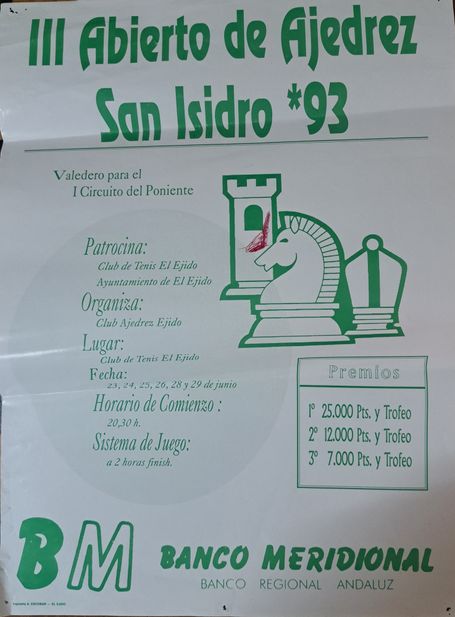 III Abierto de Ajedrez
San Isidro *93
Valedero para el
I Circuito del Poniente
Patrocina:
Club de Tenis El Ejido
Ayuntamiento de El Ejido
Organiza:
Club Ajedrez Ejido
Lugar:
Club de Tenis El Ejido
Fecha:
23, 24, 25, 26, 28 y 29 de junio
Horario de Comienzo :
20,30 h.
Sistema de Juego:
a 2 horas finish.
Premios
1º 25.000 Pts. y Trofeo
2º 12.000 Pts. y Trofeo
3º 7.000 Pts. y Trofeo
BM BANCO MERIDIONAL
BANCO REGIONAL ANDALUZ